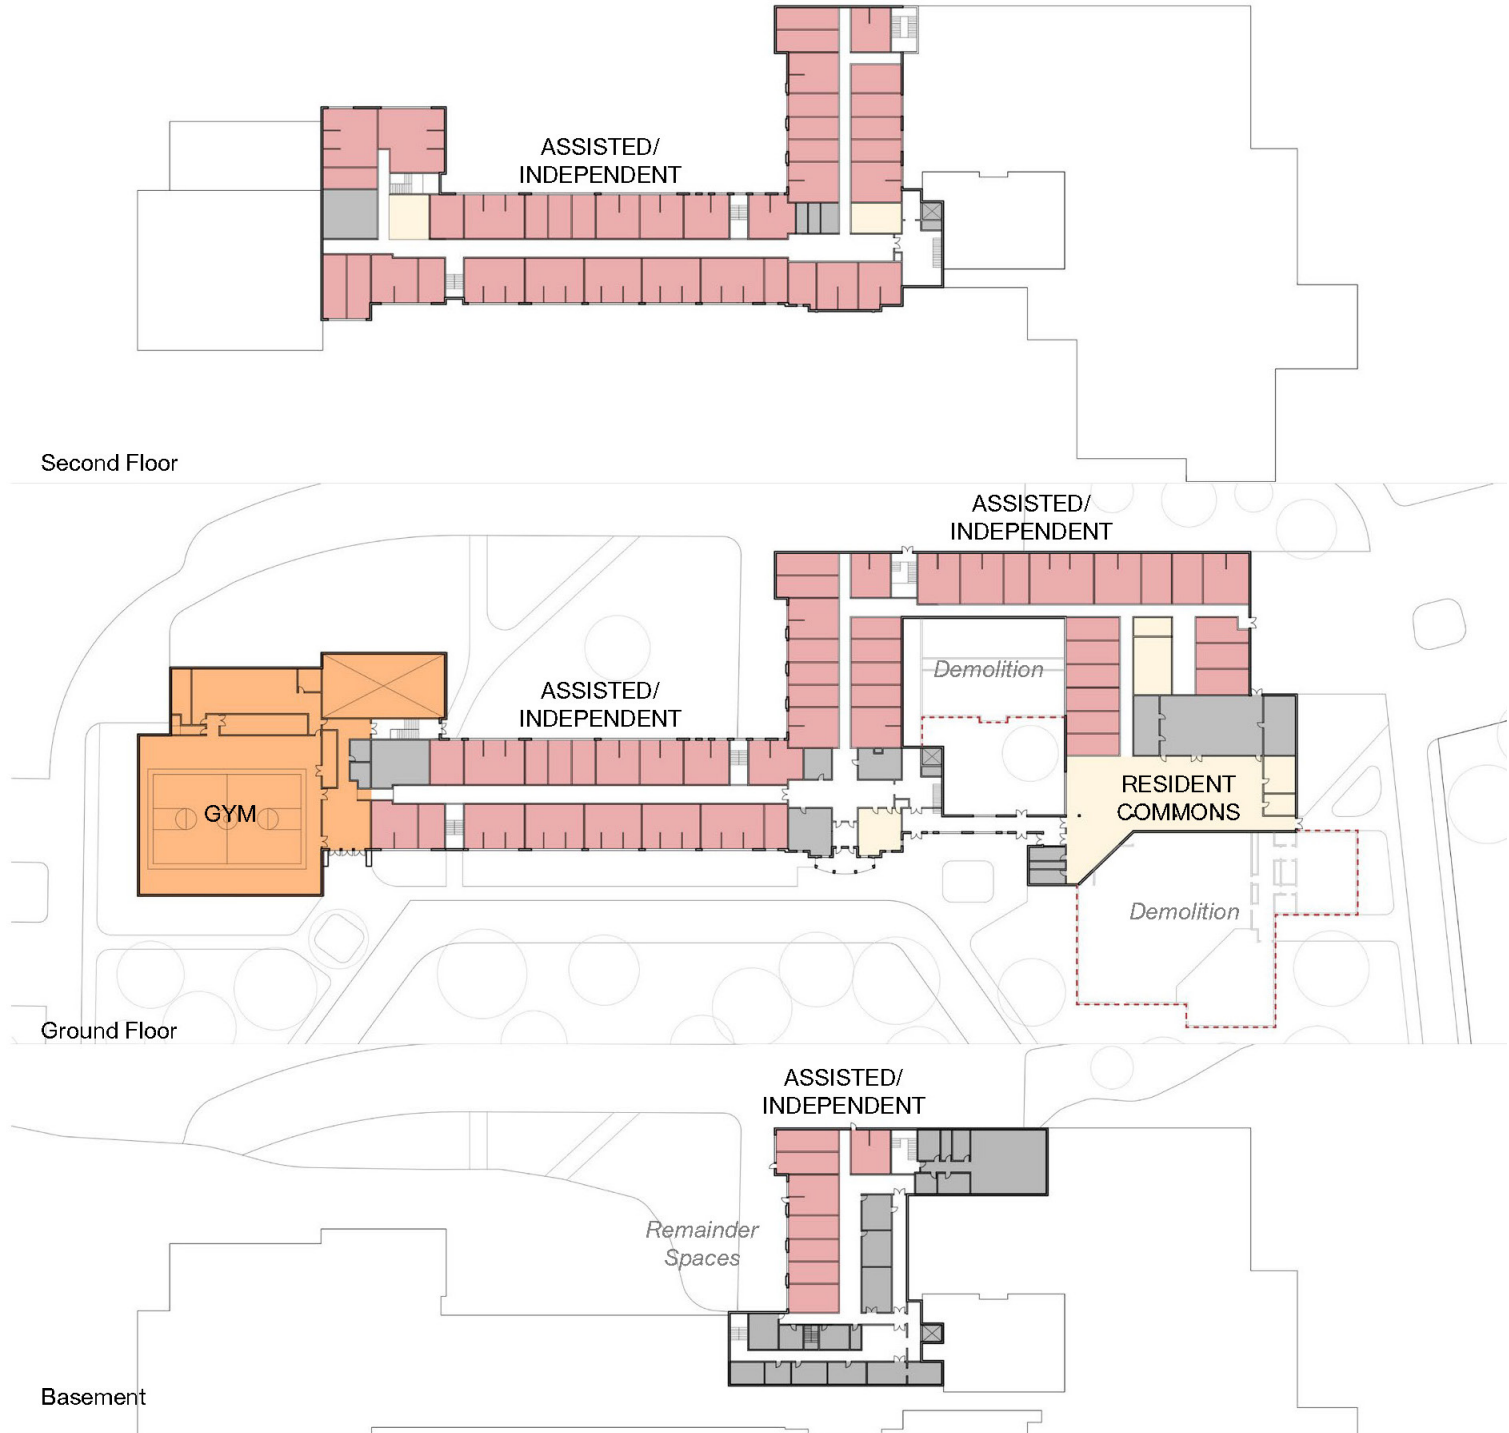 ASSISTED/
INDEPENDENT
Second Floor
ASSISTED/
INDEPENDENT
Demolition
ASSISTED/
INDEPENDENT
GYM
RESIDENT
COMMONS
Demolition
Ground Floor
ASSISTED/
INDEPENDENT
Remainder
Spaces
Basement